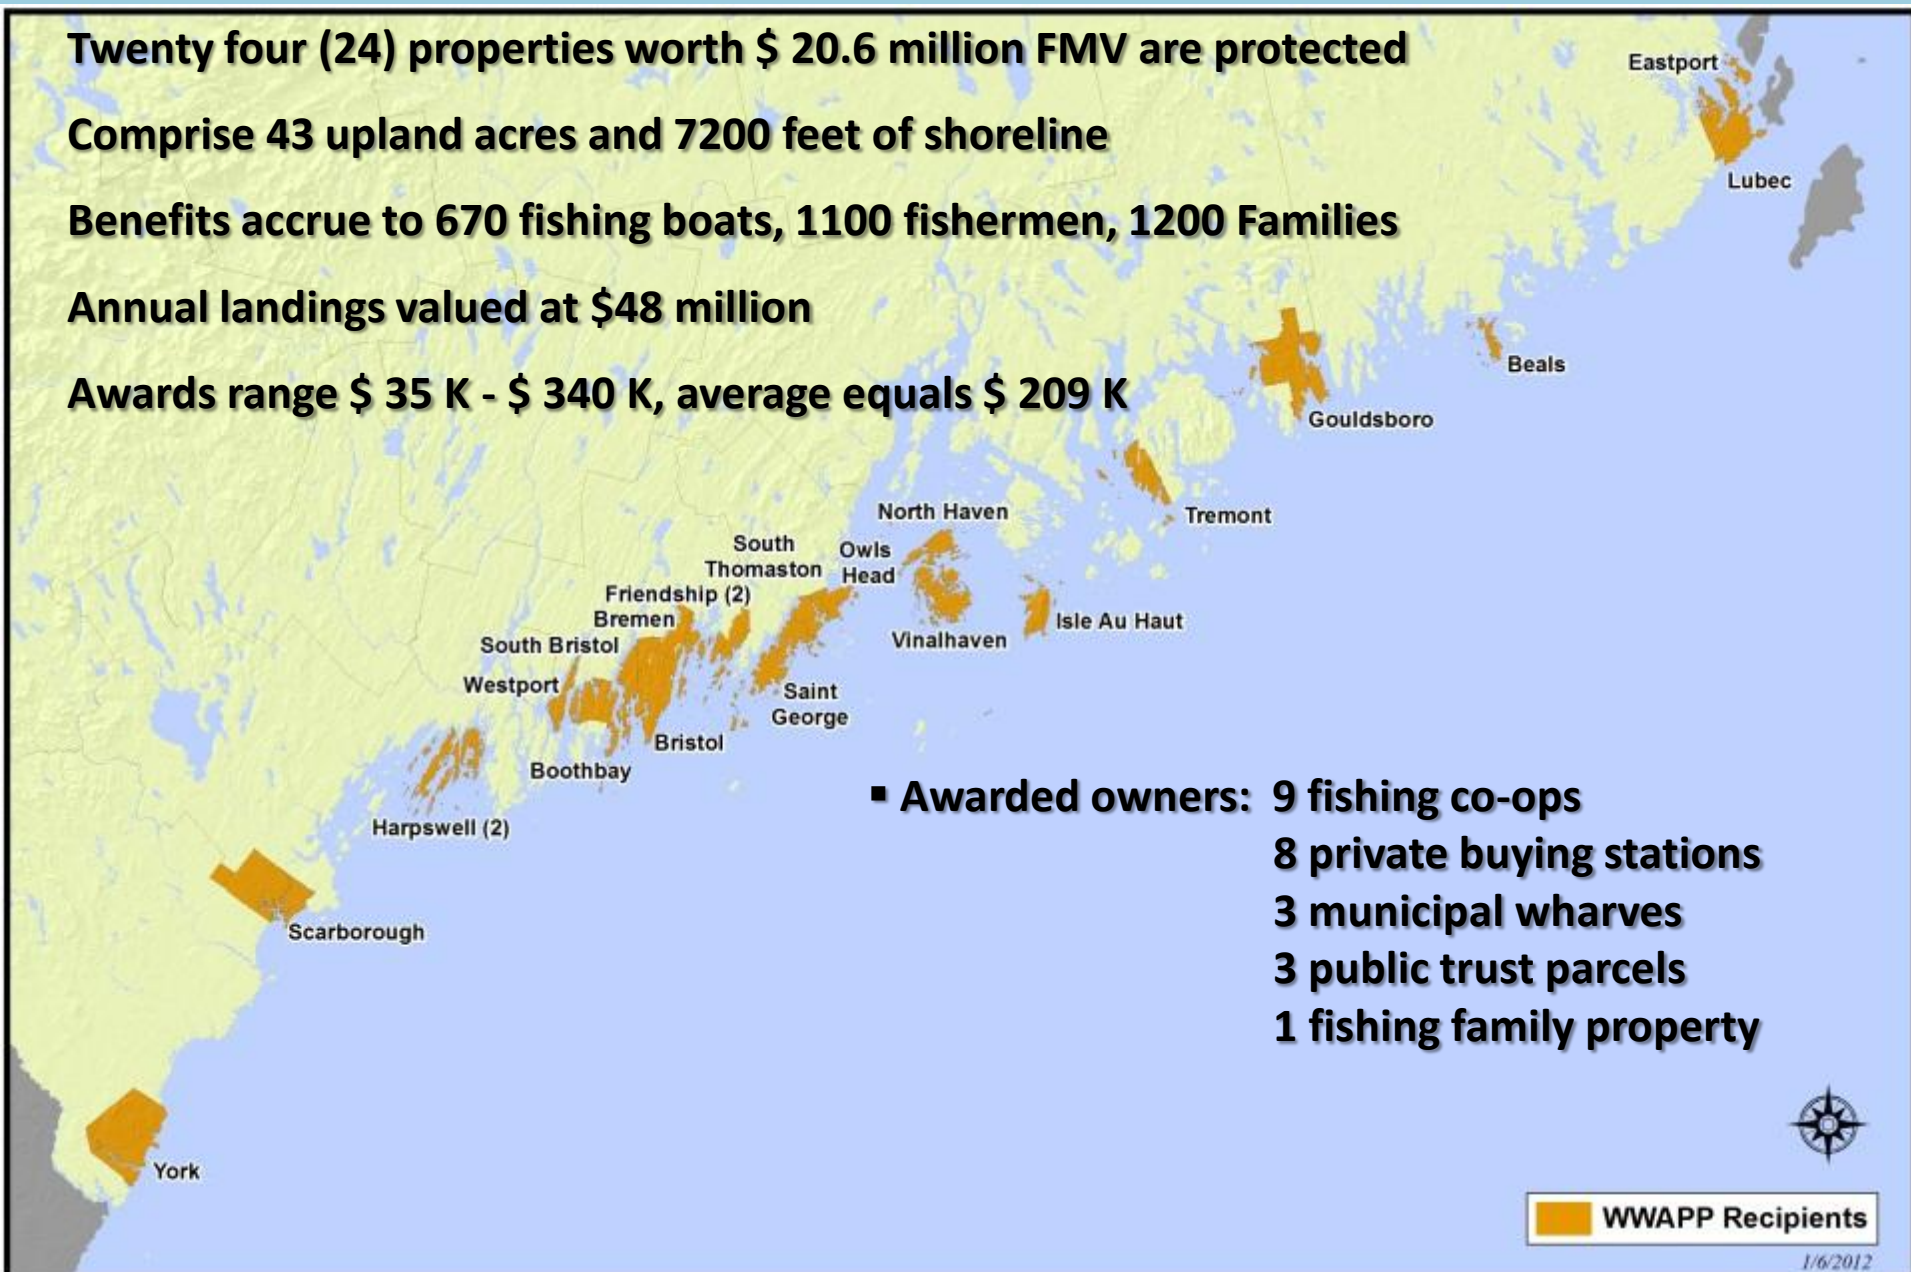 Twenty four (24) properties worth $ 20.6 million FMV are protected
Comprise 43 upland acres and 7200 feet of shoreline
Benefits accrue to 670 fishing boats, 1100 fishermen, 1200 Families
Annual landings valued at $48 million
Awards range $ 35 K - $ 340 K, average equals $ 209 K
Eastport
Lubec
Beals
Gouldsboro
Tremont
North Haven
Vinalhaven
Isle Au Haut
Owls
Head
South
Thomaston
Friendship (2)
Bremen
South Bristol
Westport
Saint
George
Bristol
Boothbay
Harpswell (2)
Scarborough
York
▪ Awarded owners: 9 fishing co-ops
8 private buying stations
3 municipal wharves
3 public trust parcels
1 fishing family property
WWAPP Recipients
1/6/2012